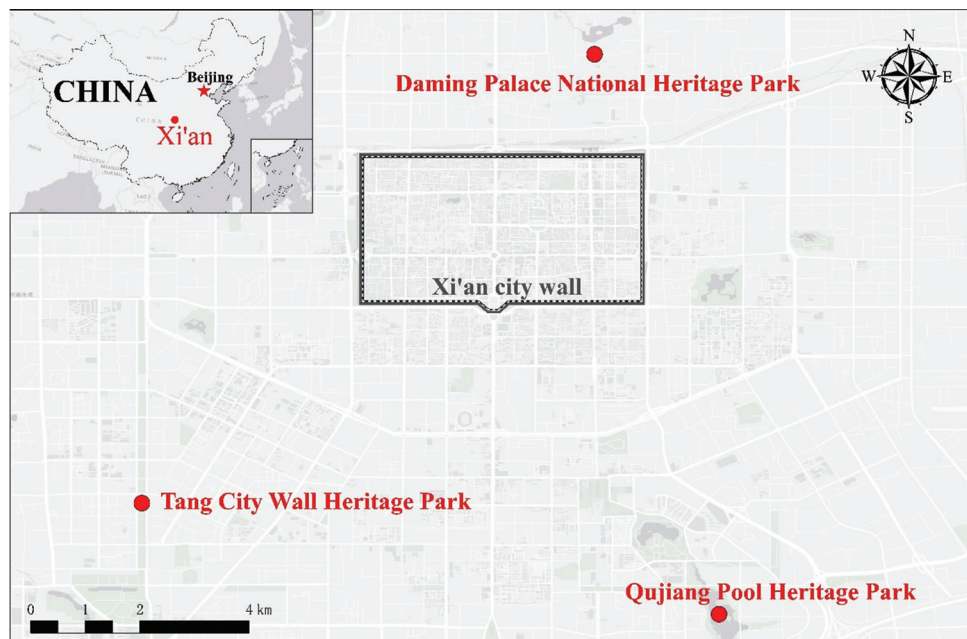 CHINA
Beijing
CHINA
Xi'an
Daming Palace National Heritage Park
N
W
E
S
Xi'an city wall
Tang City Wall Heritage Park
Qujiang Pool Heritage Park
0 1 2 4 km